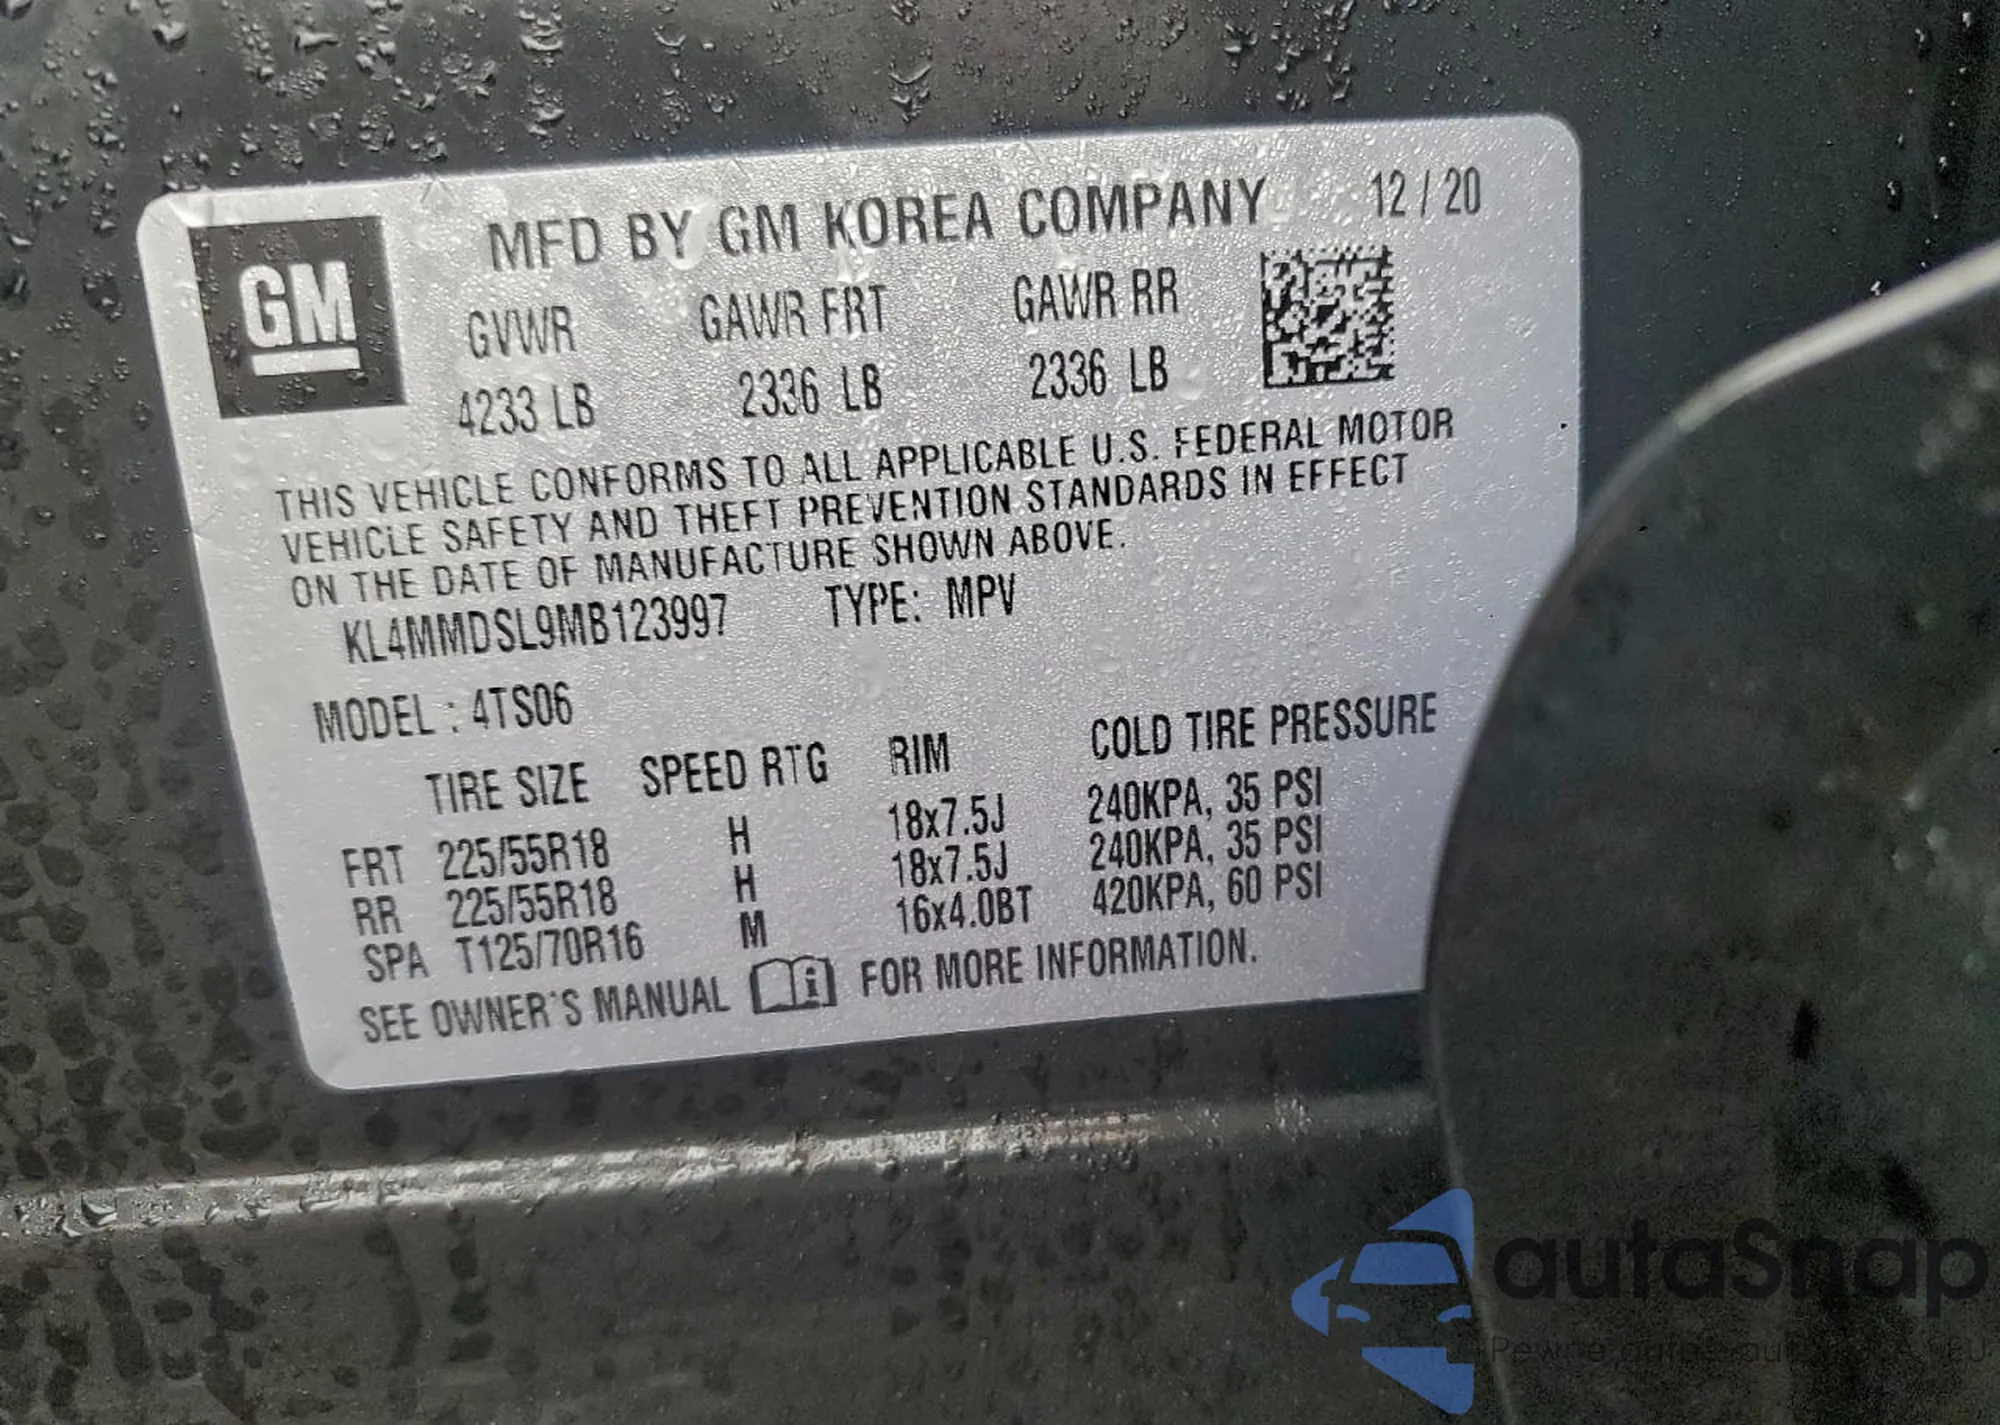 GM
MFD BY GM KOREA COMPANY 12 / 20
GVWR GAWR FRT GAWR RR
4233 LB 2336 LB 2336 LB
THIS VEHICLE CONFORMS TO ALL APPLICABLE U.S. FEDERAL MOTOR
VEHICLE SAFETY AND THEFT PREVENTION STANDARDS IN EFFECT
ON THE DATE OF MANUFACTURE SHOWN ABOVE.
KL4MMDSL9MB123997 TYPE: MPV
MODEL : 4TS06
TIRE SIZE SPEED RTG RIM COLD TIRE PRESSURE
FRT 225/55R18 H 18x7.5J 240KPA, 35 PSI
RR 225/55R18 H 18x7.5J 240KPA, 35 PSI
SPA T125/70R16 M 16x4.0BT 420KPA, 60 PSI
SEE OWNER'S MANUAL FOR MORE INFORMATION.
autaSnap
Pewne auta